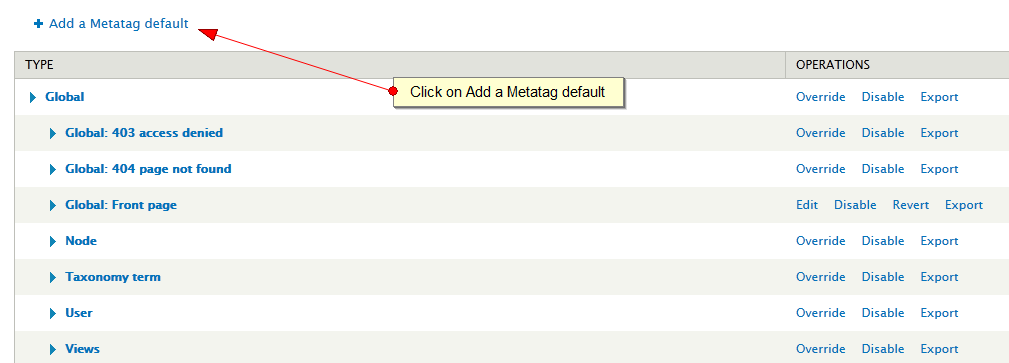 Add a Metatag default
TYPE OPERATIONS
Click on Add a Metatag default
Global Override Disable Export
Global: 403 access denied Override Disable Export
Global: 404 page not found Override Disable Export
Global: Front page Edit Disable Revert Export
Node Override Disable Export
Taxonomy term Override Disable Export
User Override Disable Export
Views Override Disable Export